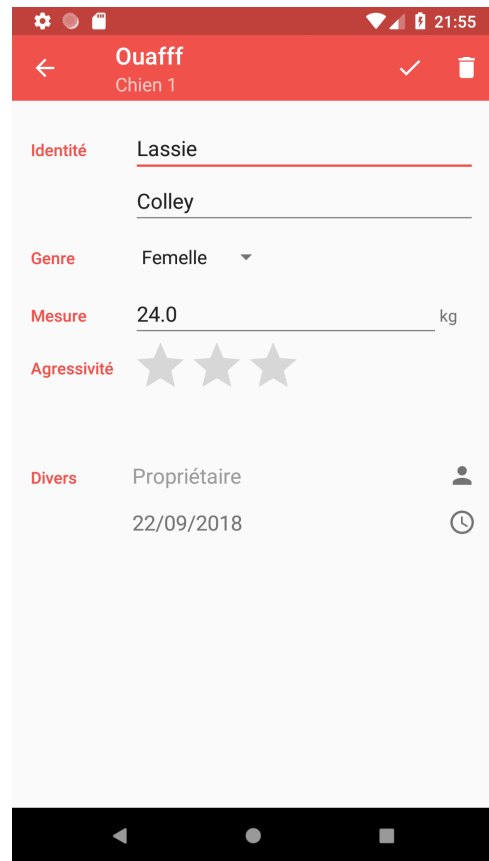 21:55
Ouafff
Chien 1
Identité Lassie
Colley
Genre Femelle
Mesure 24.0 kg
Agressivité
Divers Propriétaire
22/09/2018